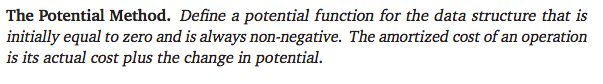 The Potential Method. Define a potential function for the data structure that is
initially equal to zero and is always non-negative. The amortized cost of an operation
is its actual cost plus the change in potential.